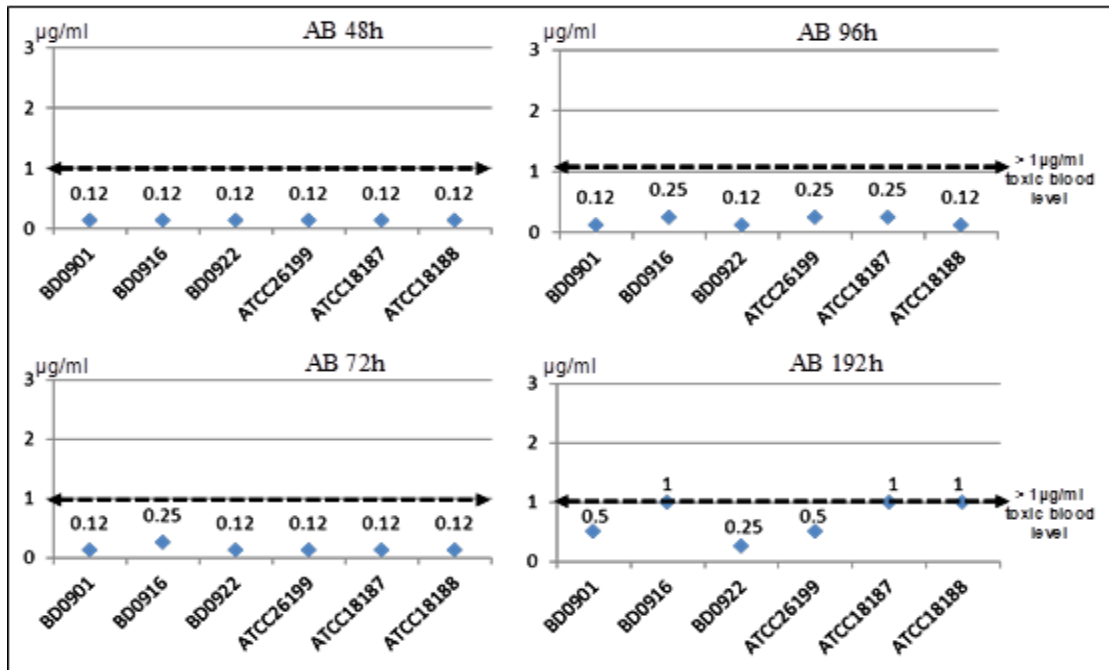 µg/ml
AB 48h
3
2
1
0
0.12 0.12 0.12 0.12 0.12 0.12
BD0901 BD0916 BD0922 ATCC26199 ATCC18187 ATCC18188
µg/ml
AB 96h
3
2
1
0
0.12 0.25 0.12 0.25 0.25 0.12
> 1µg/ml
toxic blood
level
BD0901 BD0916 BD0922 ATCC26199 ATCC18187 ATCC18188
µg/ml
AB 72h
3
2
1
0
0.12 0.25 0.12 0.12 0.12 0.12
BD0901 BD0916 BD0922 ATCC26199 ATCC18187 ATCC18188
µg/ml
AB 192h
3
2
1
0
0.5 1 0.25 0.5 1 1
> 1µg/ml
toxic blood
level
BD0901 BD0916 BD0922 ATCC26199 ATCC18187 ATCC18188